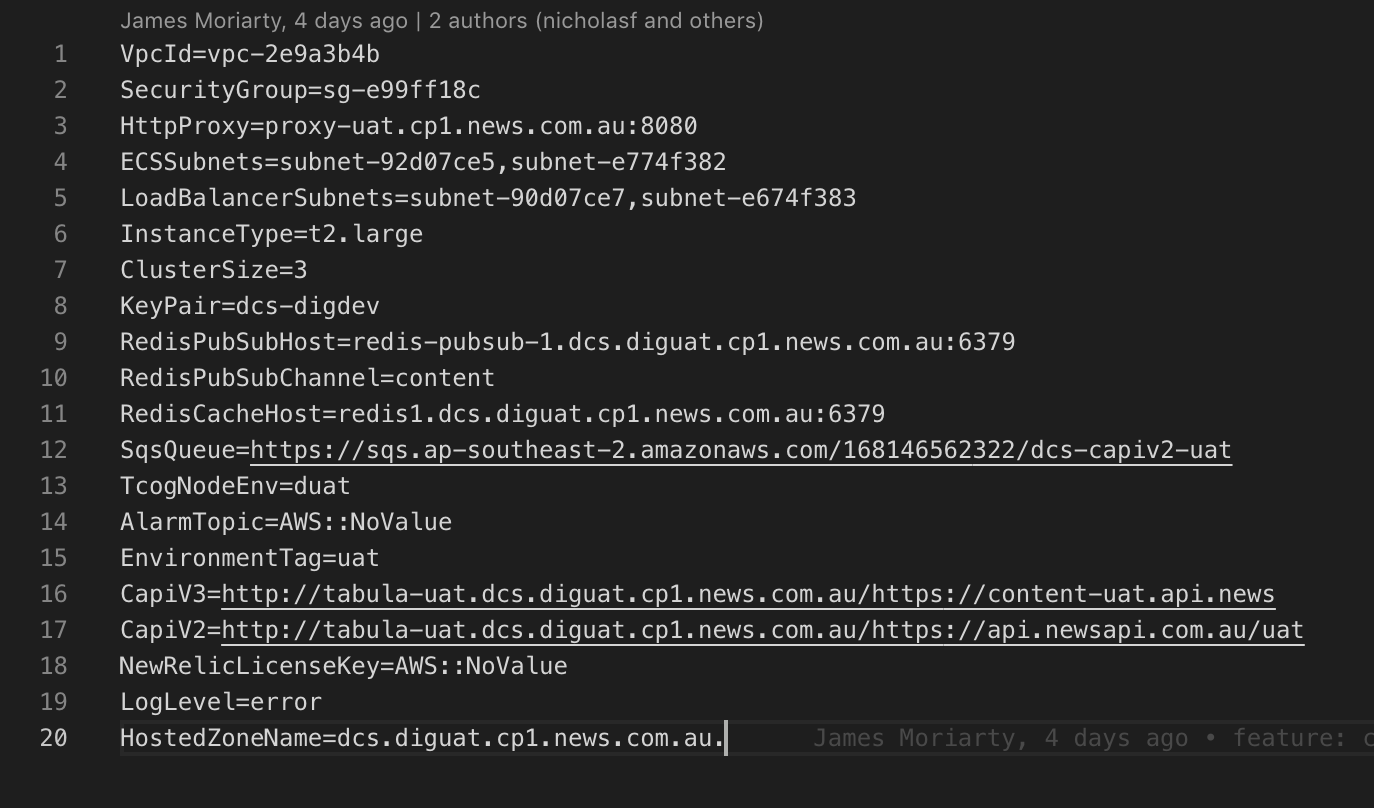 James Moriarty, 4 days ago | 2 authors (nicholasf and others)
1 VpcId=vpc-2e9a3b4b
2 SecurityGroup=sg-e99ff18c
3 HttpProxy=proxy-uat.cp1.news.com.au:8080
4 ECSSubnets=subnet-92d07ce5,subnet-e774f382
5 LoadBalancerSubnets=subnet-90d07ce7,subnet-e674f383
6 InstanceType=t2.large
7 ClusterSize=3
8 KeyPair=dcs-digdev
9 RedisPubSubHost=redis-pubsub-1.dcs.diguat.cp1.news.com.au:6379
10 RedisPubSubChannel=content
11 RedisCacheHost=redis1.dcs.diguat.cp1.news.com.au:6379
12 SqsQueue=https://sqs.ap-southeast-2.amazonaws.com/168146562322/dcs-capiv2-uat
13 TcogNodeEnv=duat
14 AlarmTopic=AWS::NoValue
15 EnvironmentTag=uat
16 CapiV3=http://tabula-uat.dcs.diguat.cp1.news.com.au/https://content-uat.api.news
17 CapiV2=http://tabula-uat.dcs.diguat.cp1.news.com.au/https://api.newsapi.com.au/uat
18 NewRelicLicenseKey=AWS::NoValue
19 LogLevel=error
20 HostedZoneName=dcs.diguat.cp1.news.com.au. James Moriarty, 4 days ago • feature: c